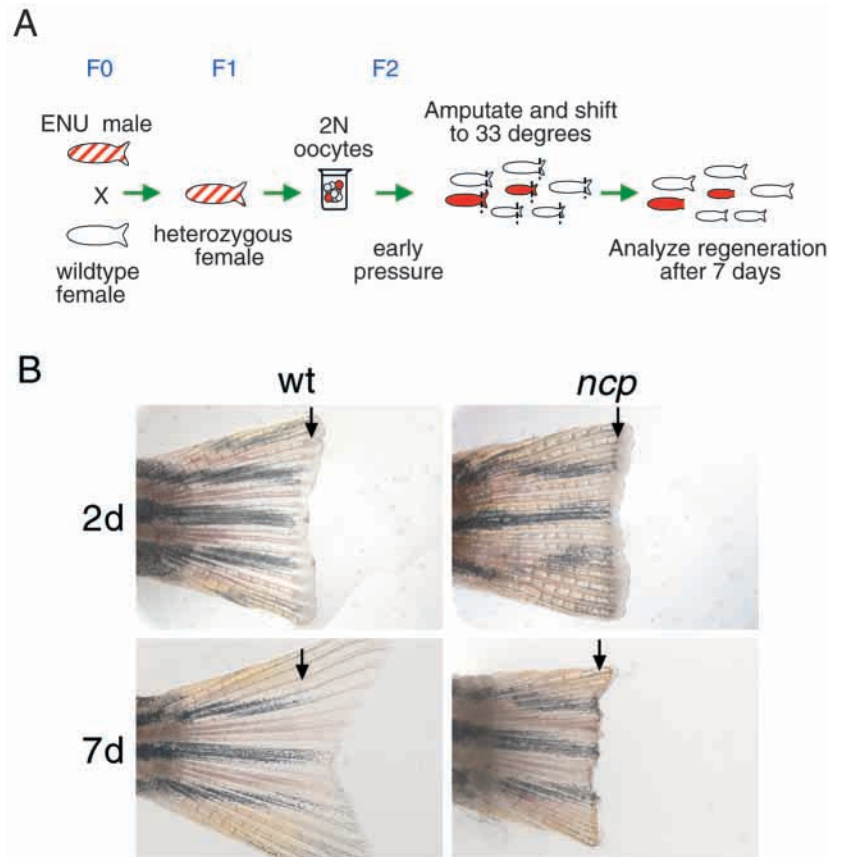 A
F0 F1 F2
ENU male
X
wildtype
female
heterozygous
female
2N
oocytes
early
pressure
Amputate and shift
to 33 degrees
Analyze regeneration
after 7 days
B
wt ncp
2d
7d